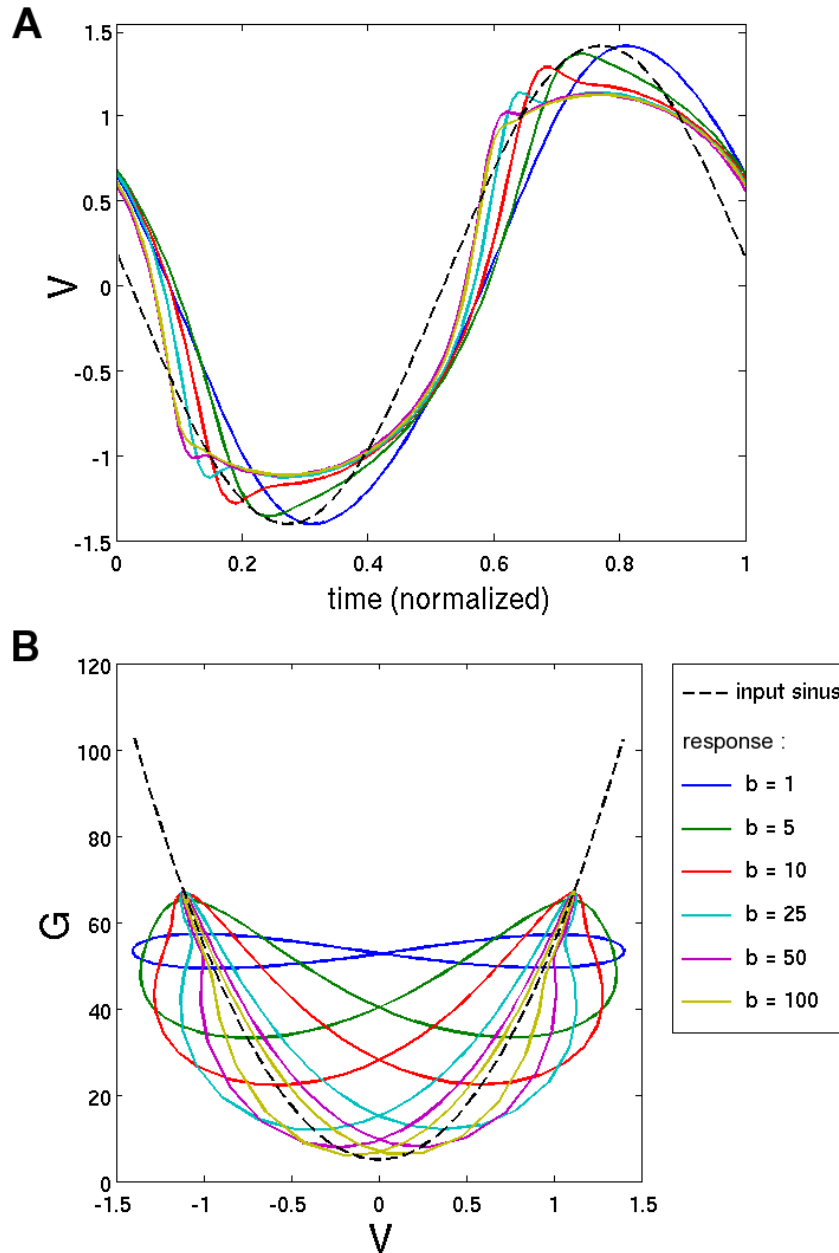 A
1.5
1
0.5
0
-0.5
-1
-1.5
0
0.2
0.4
0.6
0.8
1
V
time (normalized)
B
120
100
80
60
40
20
0
-1.5
-1
-0.5
0
0.5
1
1.5
G
V
input sinus
response :
b = 1
b = 5
b = 10
b = 25
b = 50
b = 100